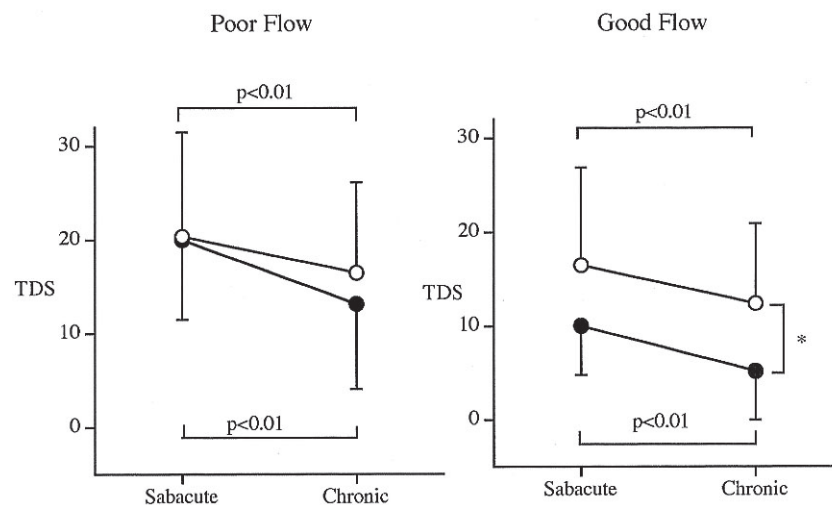 Poor Flow
p<0.01
30
20
TDS
10
0
p<0.01
Sabacute
Chronic
Good Flow
p<0.01
30
20
TDS
10
*
0
p<0.01
Sabacute
Chronic